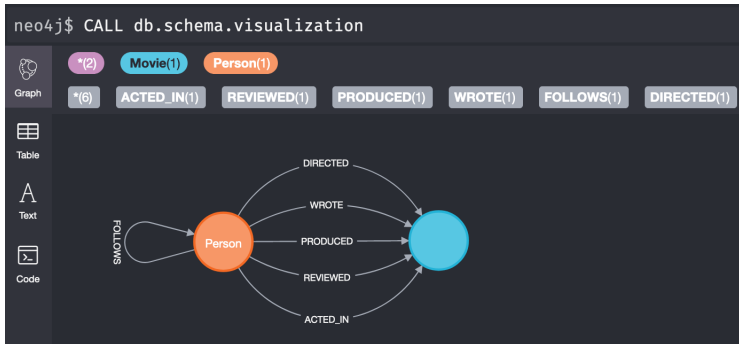 neo4j$ CALL db.schema.visualization
Graph
Table
Text
Code
*(2) Movie(1) Person(1)
*(6) ACTED_IN(1) REVIEWED(1) PRODUCED(1) WROTE(1) FOLLOWS(1) DIRECTED(1)
DIRECTED
WROTE
FOLLOWS
Person
PRODUCED
REVIEWED
ACTED_IN